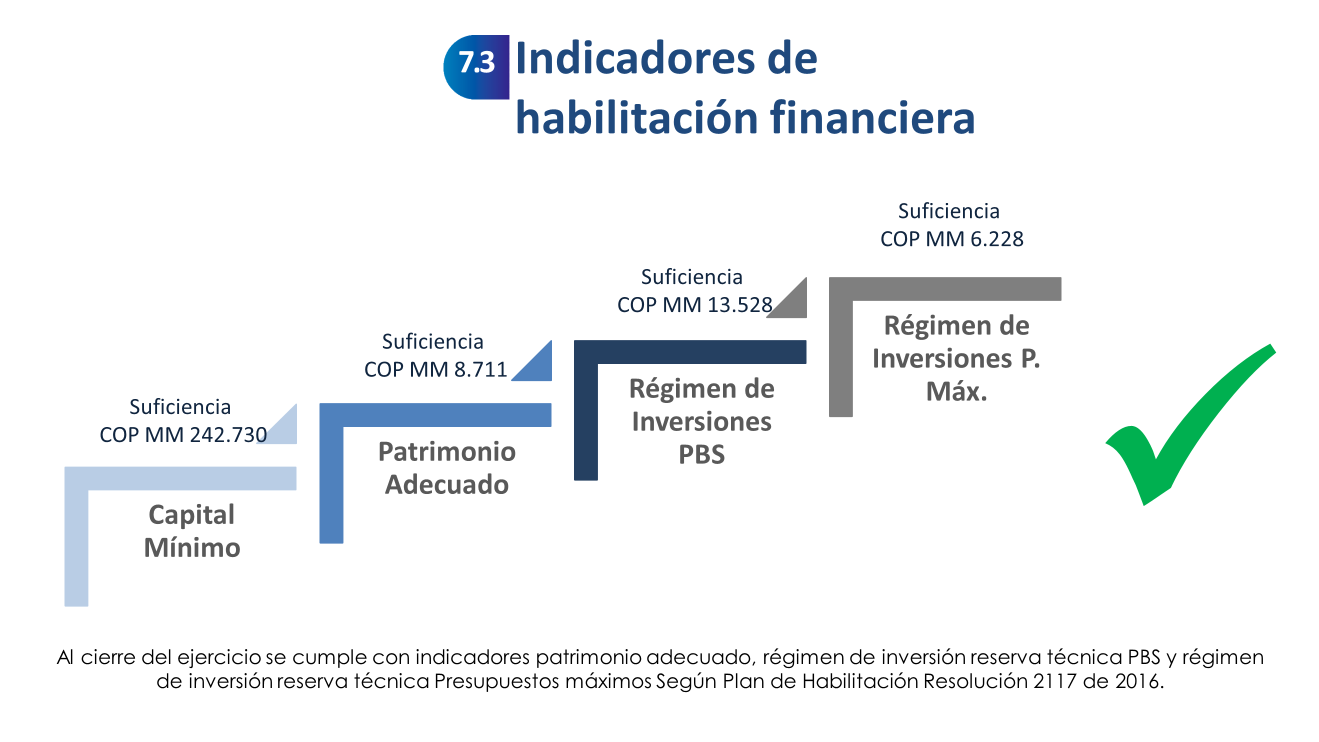 7.3
Indicadores de
habilitación financiera
Suficiencia
COP MM 242.730
Capital
Mínimo
Suficiencia
COP MM 8.711
Patrimonio
Adecuado
Suficiencia
COP MM 13.528
Régimen de
Inversiones
PBS
Suficiencia
COP MM 6.228
Régimen de
Inversiones P.
Máx.
Al cierre del ejercicio se cumple con indicadores patrimonio adecuado, régimen de inversión reserva técnica PBS y régimen
de inversión reserva técnica Presupuestos máximos Según Plan de Habilitación Resolución 2117 de 2016.